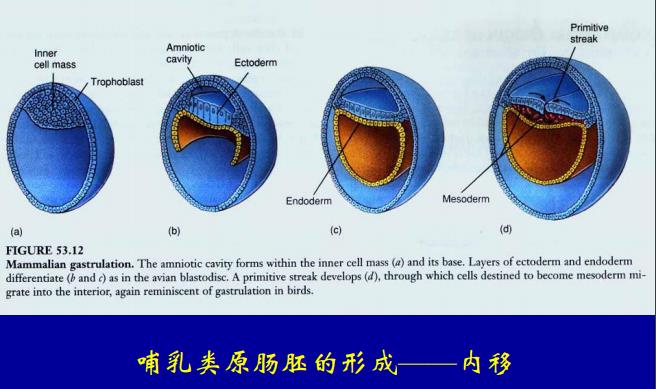 Primitive
streak
Amniotic
cavity
Inner
cell mass
Ectoderm
Trophoblast
Endoderm
Mesoderm
(a)
(b)
(c)
(d)
FIGURE 53.12
Mammalian gastrulation. The amniotic cavity forms within the inner cell mass (a) and its base. Layers of ectoderm and endoderm
differentiate (b and c) as in the avian blastodisc. A primitive streak develops (d), through which cells destined to become mesoderm mi-
grate into the interior, again reminiscent of gastrulation in birds.
哺乳类原肠胚的形成——内移